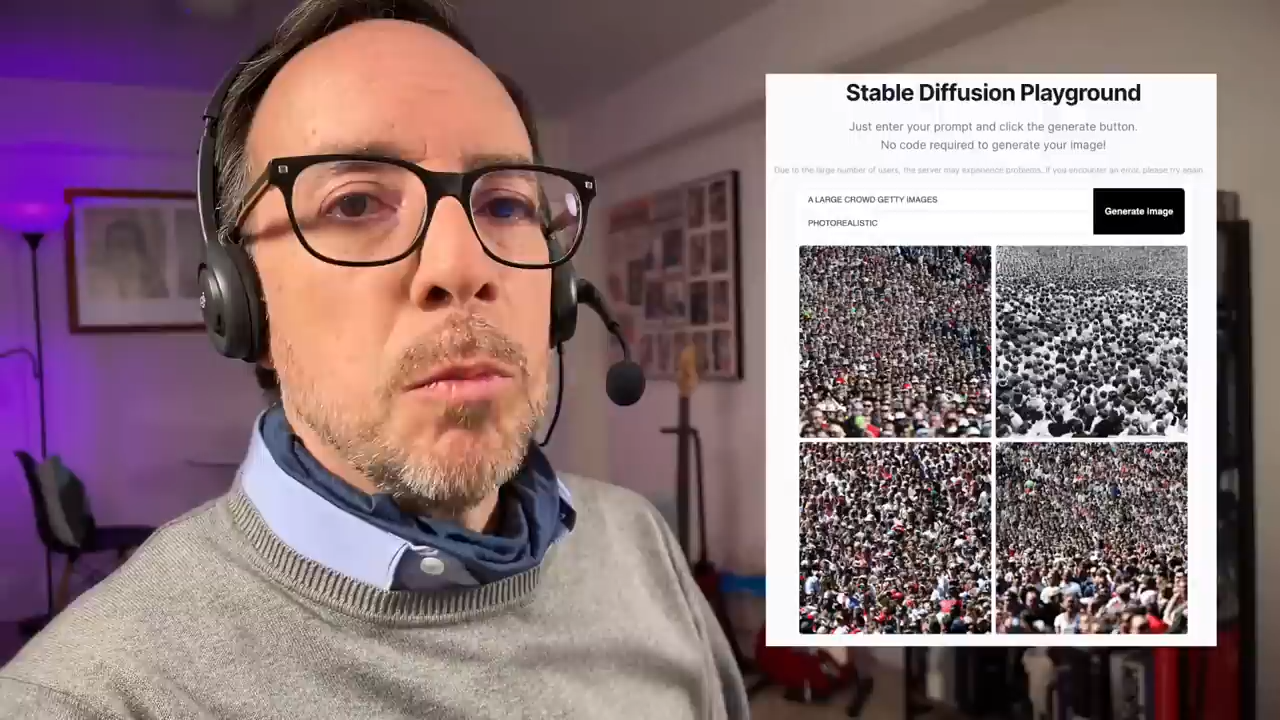 Stable Diffusion Playground
Just enter your prompt and click the generate button.
No code required to generate your image!
Due to the large number of users, the server may experience problems. If you encounter an error, please try again.
A LARGE CROWD GETTY IMAGES
PHOTOREALISTIC
Generate image